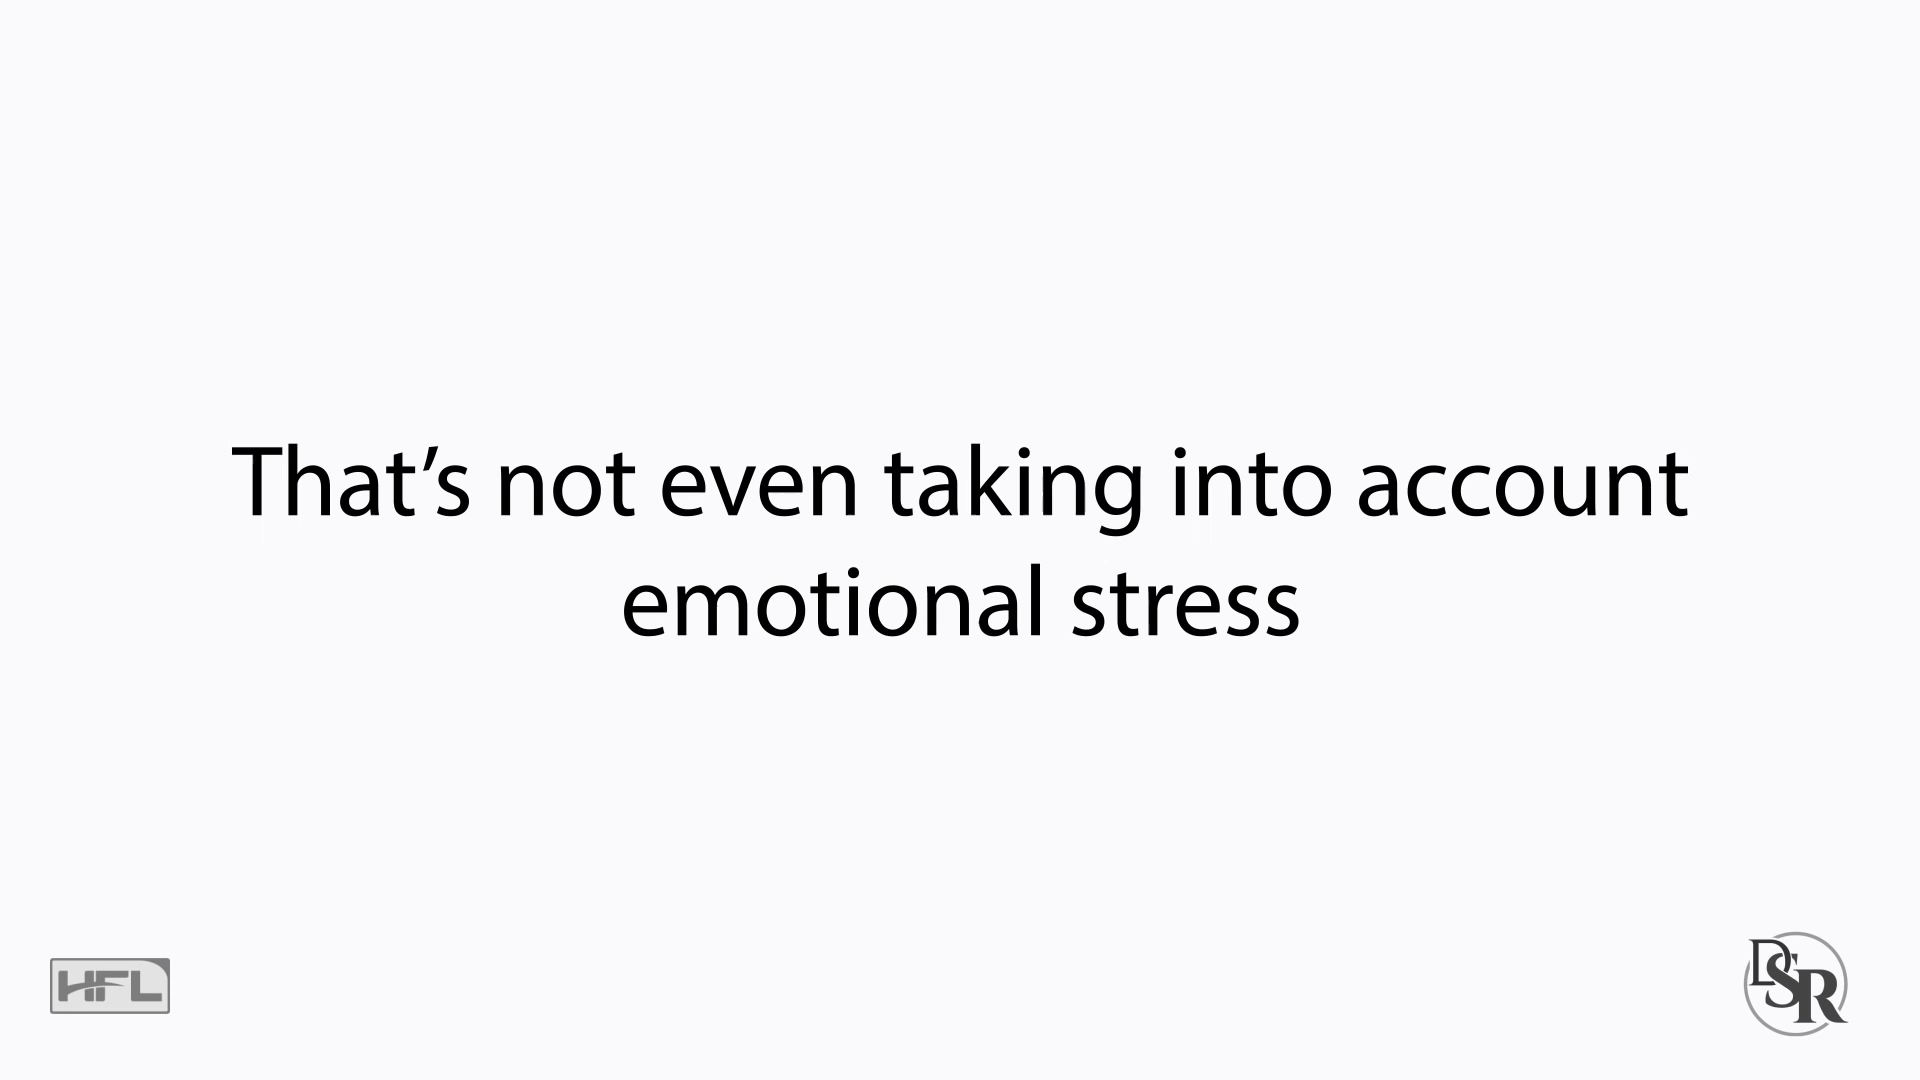 That’s not even taking into account
emotional stress
HFL
DSR